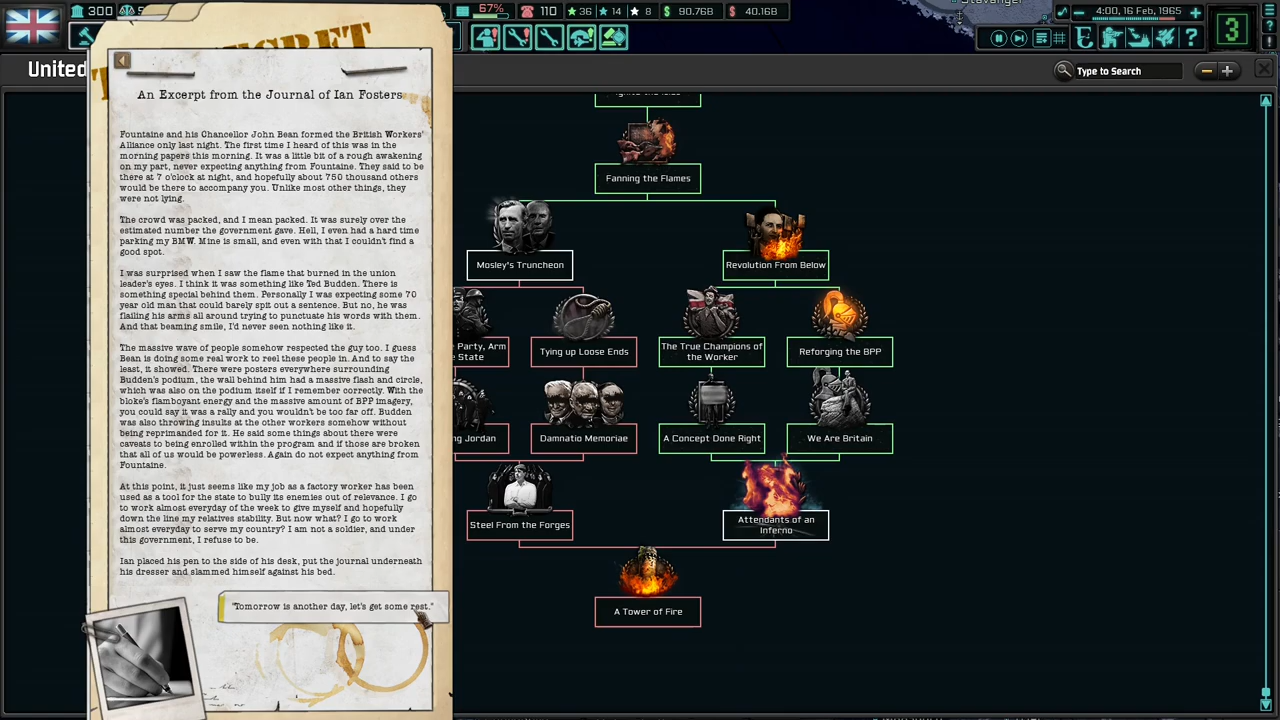 300
67%
110
36
14
8
90.76B
40.16B
4:00, 16 Feb, 1965
3
United
Type to Search
An Excerpt from the Journal of Ian Fosters
Fountaine and his Chancellor John Bean formed the British Workers'
Alliance only last night. The first time I heard of this was in the
morning papers this morning. It was a little bit of a rough awakening
on my part, never expecting anything from Fountaine. They said to be
there at 7 o'clock at night, and hopefully about 750 thousand others
would be there to accompany you. Unlike most other things, they
were not lying.
The crowd was packed, and I mean packed. It was surely over the
estimated number the government gave. Hell, I even had a hard time
parking my BMW. Mine is small, and even with that I couldn't find a
good spot.
I was surprised when I saw the flame that burned in the union
leader's eyes. I think it was something like Ted Budden. There is
something special behind them. Personally I was expecting some 70
year old man that could barely spit out a sentence. But no, he was
flailing his arms all around trying to punctuate his words with them.
And that beaming smile, I'd never seen nothing like it.
The massive wave of people somehow respected the guy too. I guess
Bean is doing some real work to reel these people in. And to say the
least, it showed. There were posters everywhere surrounding
Budden's podium, the wall behind him had a massive flash and circle,
which was also on the podium itself if I remember correctly. With the
bloke's flamboyant energy and the massive amount of BPP imagery,
you could say it was a rally and you wouldn't be too far off. Budden
was also throwing insults at the other workers somehow without
being reprimanded for it. He said some things about there were
caveats to being enrolled within the program and if those are broken
that all of us would be powerless. Again do not expect anything from
Fountaine.
At this point, it just seems like my job as a factory worker has been
used as a tool for the state to bully its enemies out of relevance. I go
to work almost everyday of the week to give myself and hopefully
down the line my relatives stability. But now what? I go to work
almost everyday to serve my country? I am not a soldier, and under
this government, I refuse to be.
Ian placed his pen to the side of his desk, put the journal underneath
his dresser and slammed himself against his bed.
"Tomorrow is another day, let's get some rest."
Fanning the Flames
Mosley's Truncheon
Revolution From Below
Party, Arm
State
Tying up Loose Ends
The True Champions of
the Worker
Reforging the BPP
Jordan
Damnatio Memoriae
A Concept Done Right
We Are Britain
Steel From the Forges
Attendants of an
Inferno
A Tower of Fire